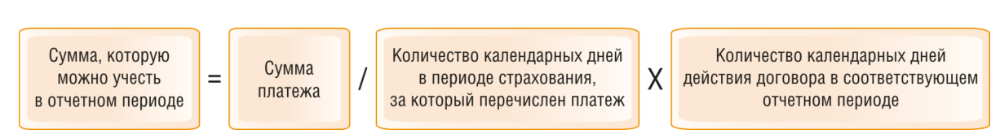 Сумма, которую
можно учесть
в отчетном периоде
=
Сумма
платежа
/
Количество календарных дней
в периоде страхования,
за который перечислен платеж
X
Количество календарных дней
действия договора в соответствующем
отчетном периоде